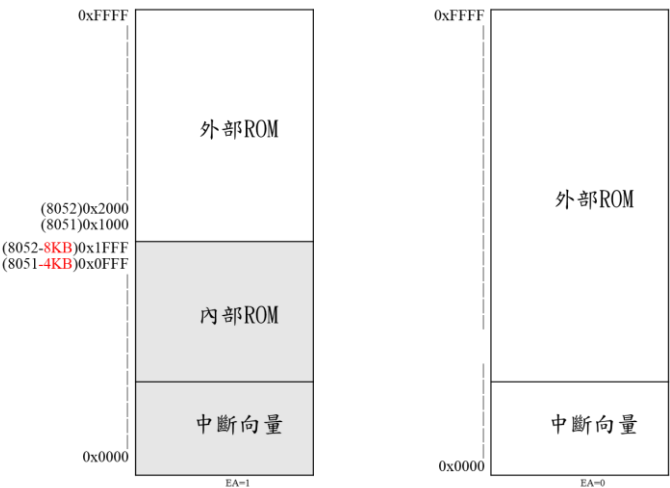 0xFFFF
外部ROM
(8052)0x2000
(8051)0x1000
(8052-8KB)0x1FFF
(8051-4KB)0x0FFF
內部ROM
中斷向量
0x0000
EA=1
0xFFFF
外部ROM
中斷向量
0x0000
EA=0